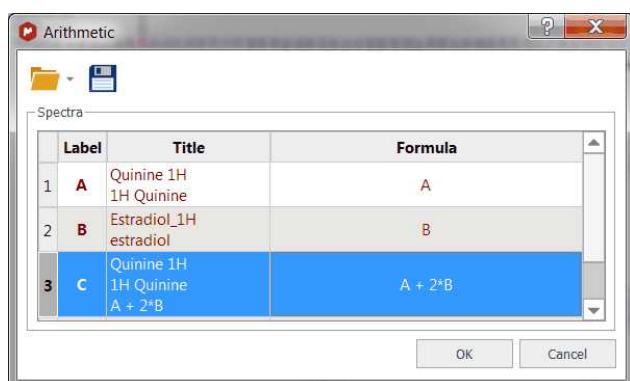 Arithmetic
Spectra
Label Title Formula
1 A Quinine 1H
1H Quinine A
2 B Estradiol_1H
estradiol B
3 C Quinine 1H
1H Quinine
A + 2*B A + 2*B
OK Cancel